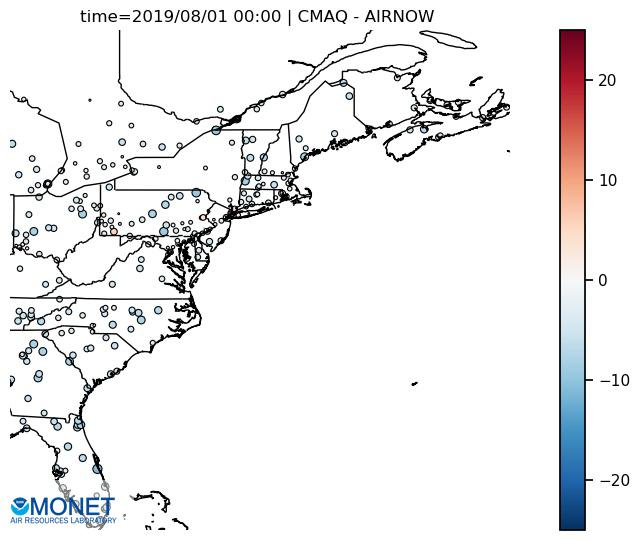 time=2019/08/01 00:00 | CMAQ - AIRNOW
20
10
0
−10
−20
MONET
AIR RESOURCES LABORATORY